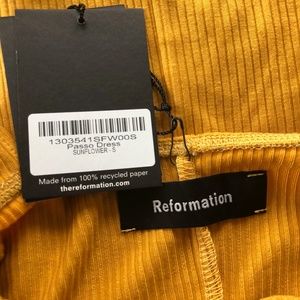 1303541SFW00S
Passo Dress
SUNFLOWER - S
Made from 100% recycled paper
thereformation.com
Reformation